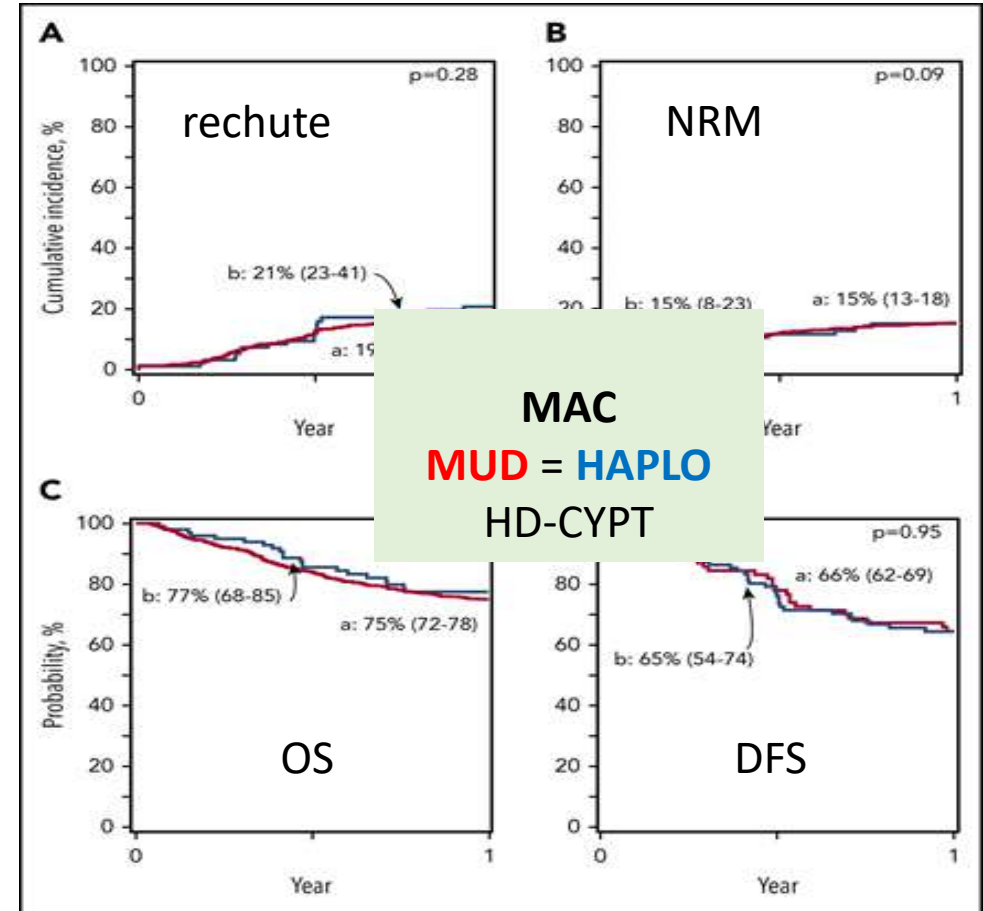 A
100
80
60
40
20
0
Cumulative incidence, %
p=0.28
rechute
b: 21% (23-41)
a: 19
0
Year
B
100
80
60
40
20
p=0.09
NRM
b: 15% (8-23)
a: 15% (13-18)
1
Year
MAC
MUD = HAPLO
HD-CYPT
C
100
80
60
40
20
0
Probability, %
b: 77% (68-85)
a: 75% (72-78)
OS
0
1
Year
80
60
40
20
0
p=0.95
a: 66% (62-69)
b: 65% (54-74)
DFS
0
1
Year